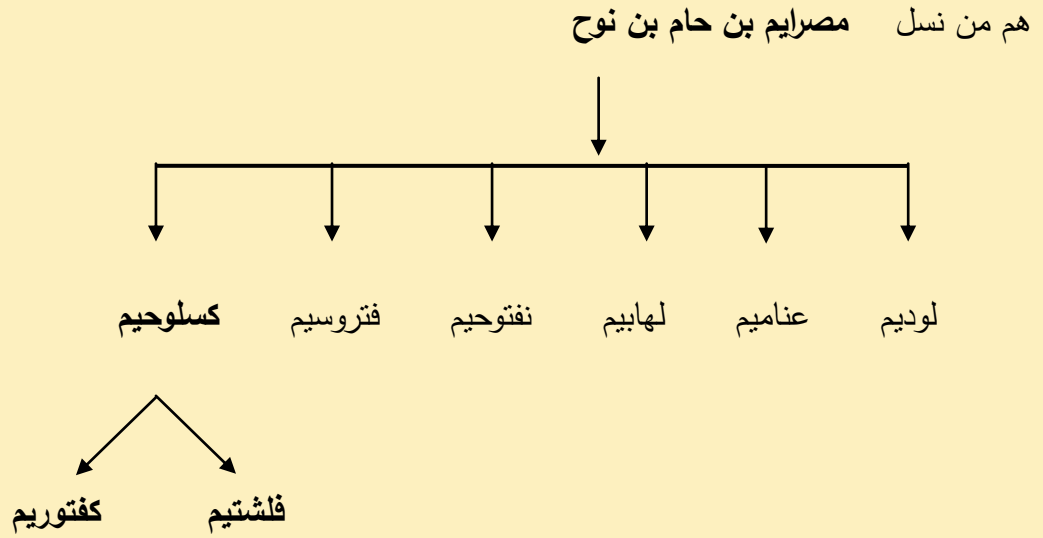 هم من نسل مصرايم بن حام بن نوح
لوديم عناميم لهابيم نفتوحيم فتروسيم كسلوحيم
فلشتيم كفتوريم